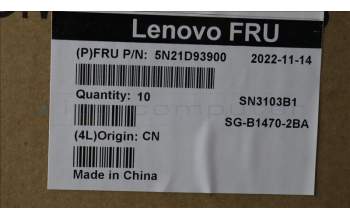 Lenovo FRU
(P)FRU P/N: 5N21D93900 2022-11-14
Quantity: 10 SN3103B1
SG-B1470-2BA
(4L)Origin: CN
Made in China